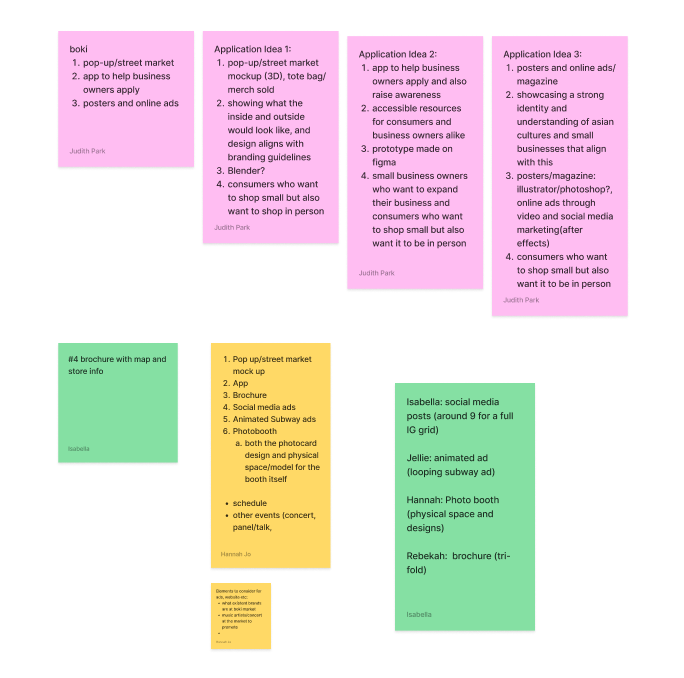 boki
1. pop-up/street market
2. app to help business
owners apply
3. posters and online ads
Judith Park
Application Idea 1:
1. pop-up/street market
mockup (3D), tote bag/
merch sold
2. showing what the
inside and outside
would look like, and
design aligns with
branding guidelines
3. Blender?
4. consumers who want
to shop small but also
want to shop in person
Judith Park
Application Idea 2:
1. app to help business
owners apply and also
raise awareness
2. accessible resources
for consumers and
business owners alike
3. prototype made on
figma
4. small business owners
who want to expand
their business and
consumers who want
to shop small but also
want it to be in person
Judith Park
Application Idea 3:
1. posters and online ads/
magazine
2. showcasing a strong
identity and
understanding of asian
cultures and small
businesses that align
with this
3. posters/magazine:
illustrator/photoshop?,
online ads through
video and social media
marketing(after
effects)
4. consumers who want
to shop small but also
want it to be in person
Judith Park
#4 brochure with map and
store info
Isabella
1. Pop up/street market
mock up
2. App
3. Brochure
4. Social media ads
5. Animated Subway ads
6. Photobooth
a. both the photocard
design and physical
space/model for the
booth itself
• schedule
• other events (concert,
panel/talk,
Hannah Jo
Elements to consider for
ads, website etc:
• what exisitent brands
are at boki market
• music artists/concert
at the market to
promote
•
Isabella: social media
posts (around 9 for a full
IG grid)
Jellie: animated ad
(looping subway ad)
Hannah: Photo booth
(physical space and
designs)
Rebekah:  brochure (tri-
fold)
Isabella